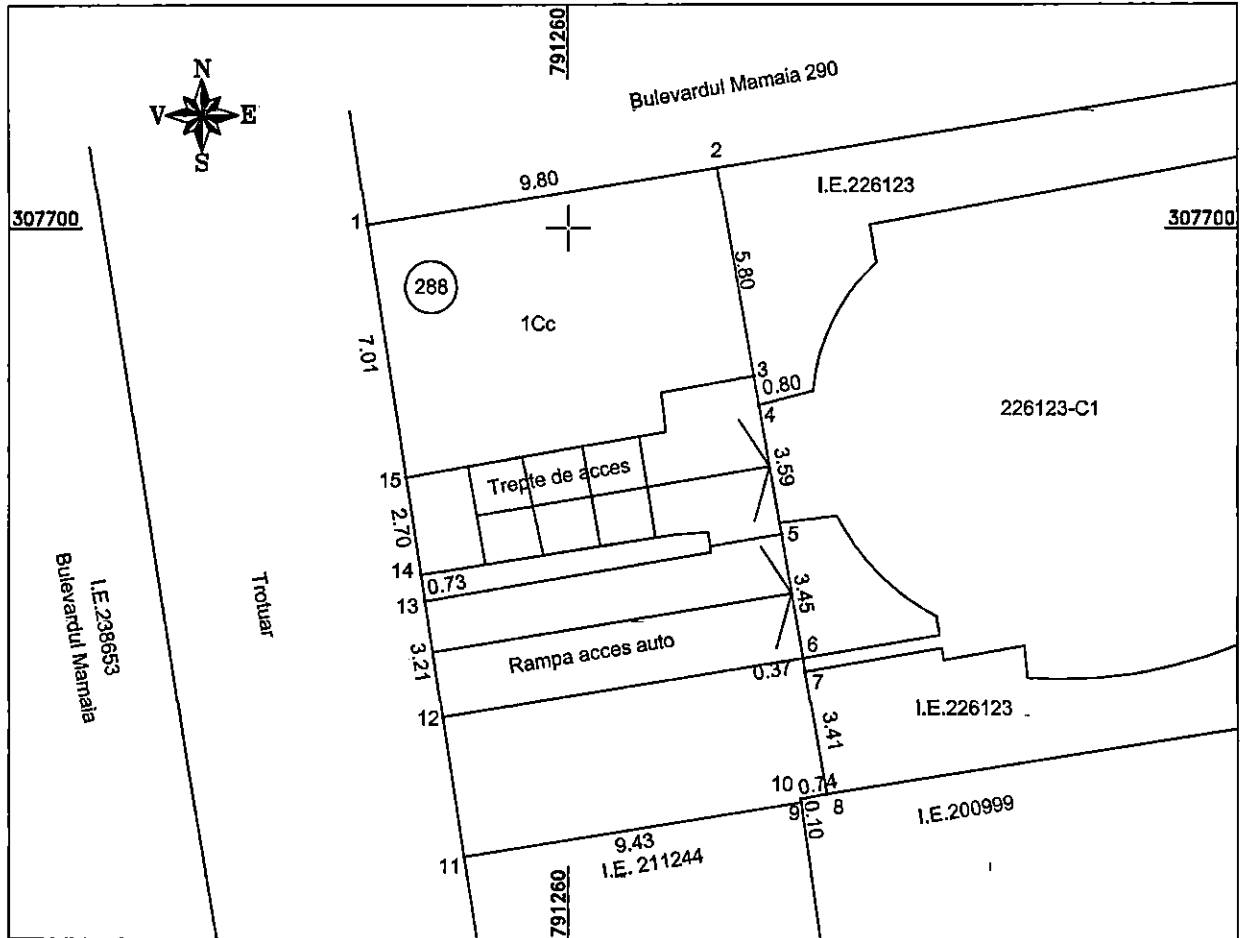 791260
Bulevardul Mamaia 290
N
V E
S
2
9.80
I.E.226123
1
307700
307700
288
5.80
1Cc
7.01
3
0.80
4
226123-C1
15
Trepte de acces
3.59
2.70
5
14
0.73
13
3.45
Trotuar
I.E.238653
Bulevardul Mamaia
3.21
Rampa acces auto
6
0.37
7
12
I.E.226123
3.41
10 0.74
9 0.10 8
I.E.200999
9.43
11
I.E. 211244
791260